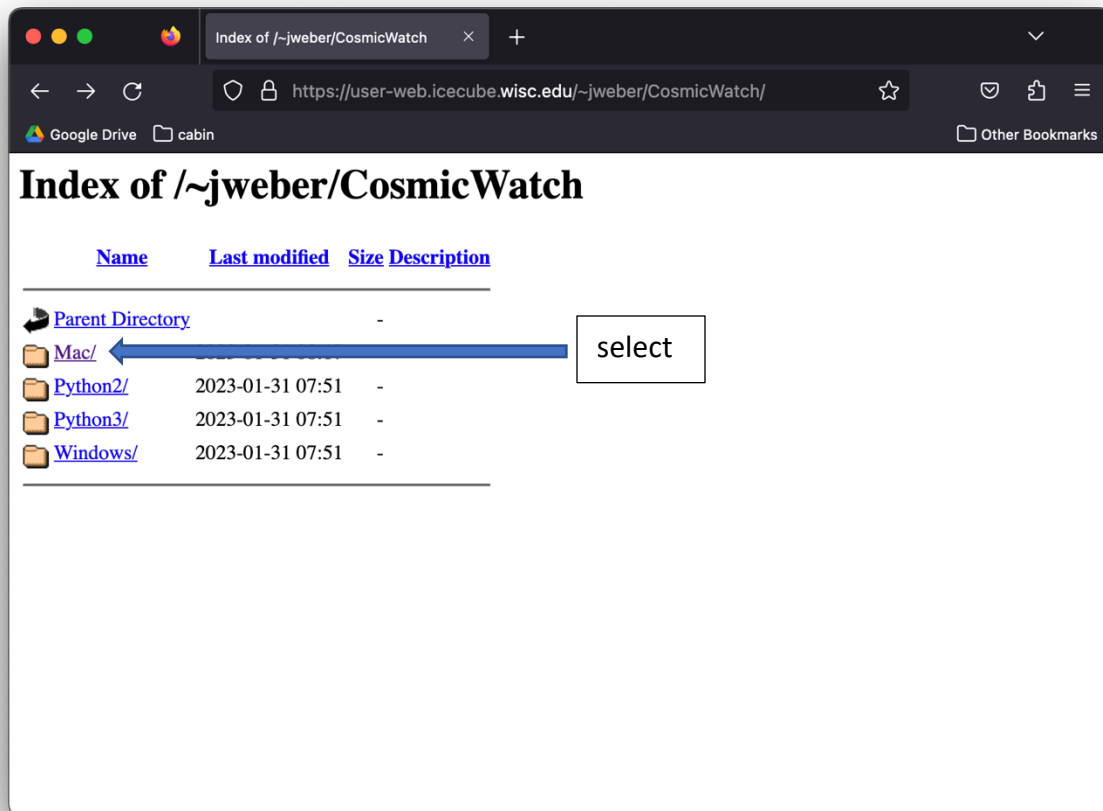 Index of /~jweber/CosmicWatch
https://user-web.icecube.wisc.edu/~jweber/CosmicWatch/
Google Drive cabin Other Bookmarks
Index of /~jweber/CosmicWatch
Name Last modified Size Description
Parent Directory -
Mac/ select
Python2/ 2023-01-31 07:51 -
Python3/ 2023-01-31 07:51 -
Windows/ 2023-01-31 07:51 -